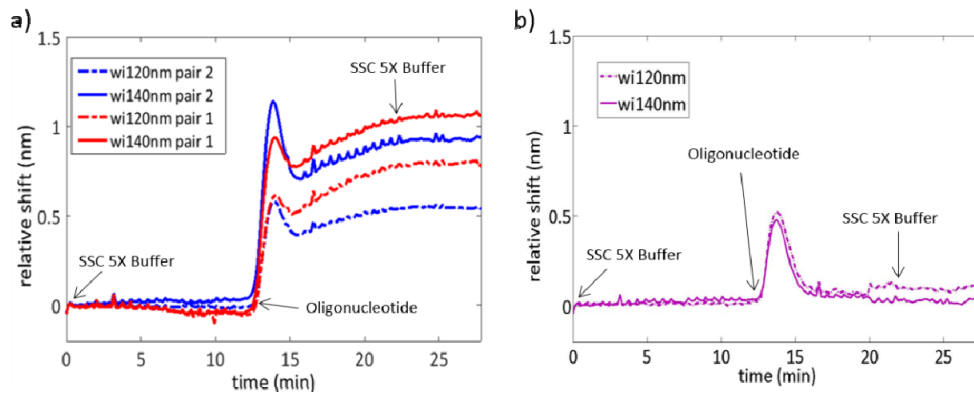 a)
1.5
1
0.5
0
relative shift (nm)
wi120nm pair 2
wi140nm pair 2
wi120nm pair 1
wi140nm pair 1
SSC 5X Buffer
SSC 5X Buffer
Oligonucleotide
0 5 10 15 20 25
time (min)
b)
1.5
1
0.5
0
relative shift (nm)
wi120nm
wi140nm
Oligonucleotide
SSC 5X Buffer
SSC 5X Buffer
0 5 10 15 20 25
time (min)